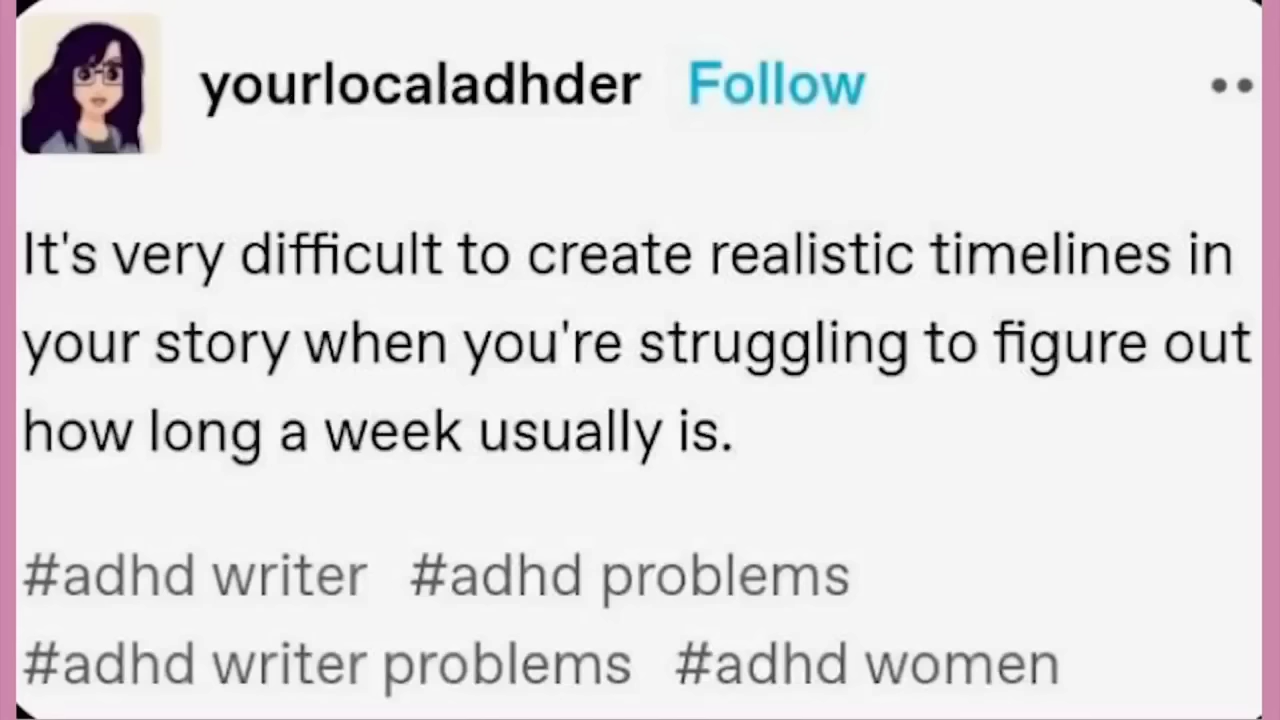 yourlocaladhder Follow
It's very difficult to create realistic timelines in
your story when you're struggling to figure out
how long a week usually is.
#adhd writer #adhd problems
#adhd writer problems #adhd women